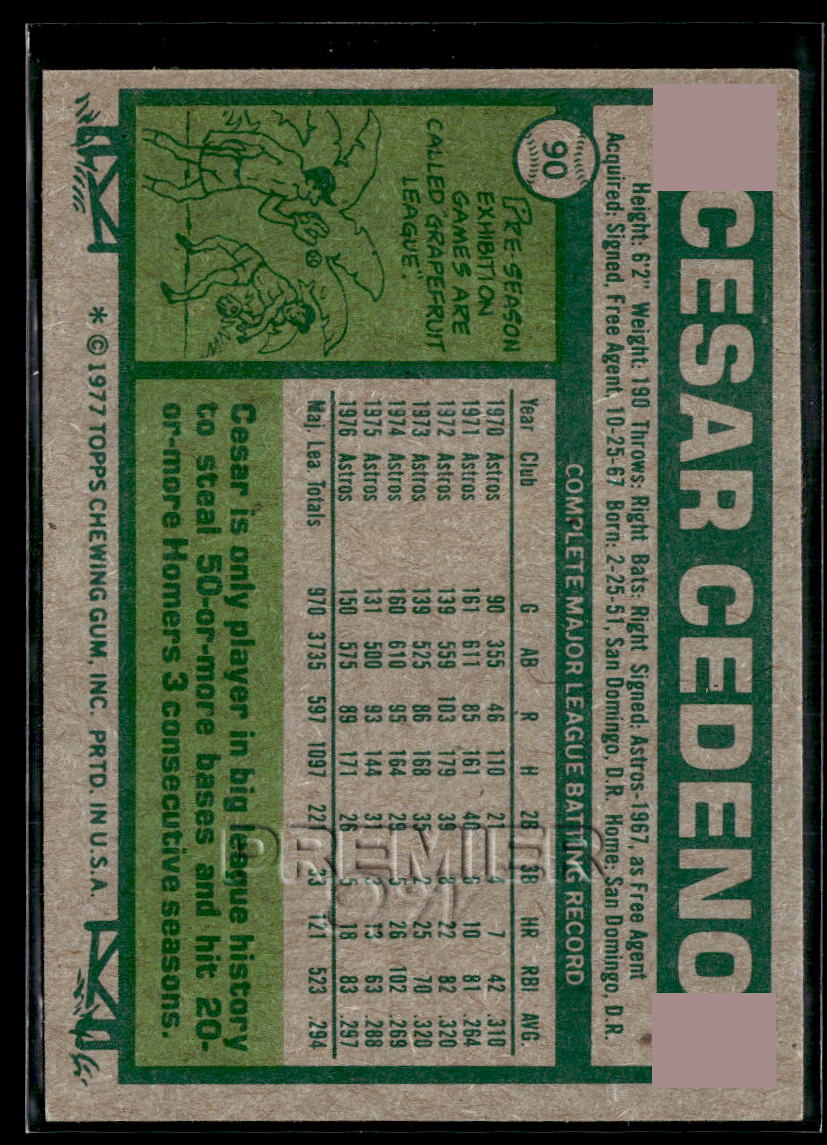 CESAR CEDENO
Height: 6'2" Weight: 190 Throws: Right Bats: Right Signed: Astros-1967, as Free Agent
Acquired: Signed, Free Agent, 10-25-67 Born: 2-25-51, San Domingo, D.R. Home: San Domingo, D.R.
90
PRE-SEASON
EXHIBITION
GAMES ARE
CALLED "GRAPEFRUIT
LEAGUE."
COMPLETE MAJOR LEAGUE BATTING RECORD
Year Club G AB R H 2B 3B HR RBI AVG.
1970 Astros 90 355 46 110 21 4 7 42 .310
1971 Astros 161 611 85 161 40 6 10 81 .264
1972 Astros 139 559 103 179 39 8 22 82 .320
1973 Astros 139 525 86 168 35 2 25 70 .320
1974 Astros 160 610 95 164 29 5 26 102 .269
1975 Astros 131 500 93 144 31 3 13 63 .288
1976 Astros 150 575 89 171 26 5 18 83 .297
Maj. Lea. Totals 970 3735 597 1097 221 33 121 523 .294
Cesar is only player in big league history
to steal 50-or-more bases and hit 20-
or-more Homers 3 consecutive seasons.
* © 1977 TOPPS CHEWING GUM, INC. PRTD. IN U.S.A.
PREMIER